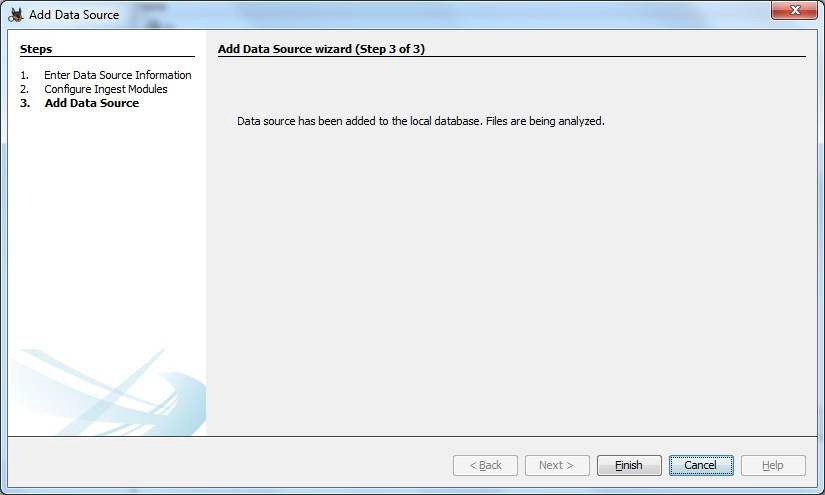 Add Data Source
Steps
1. Enter Data Source Information
2. Configure Ingest Modules
3. Add Data Source
Add Data Source wizard (Step 3 of 3)
Data source has been added to the local database. Files are being analyzed.
< Back Next > Finish Cancel Help